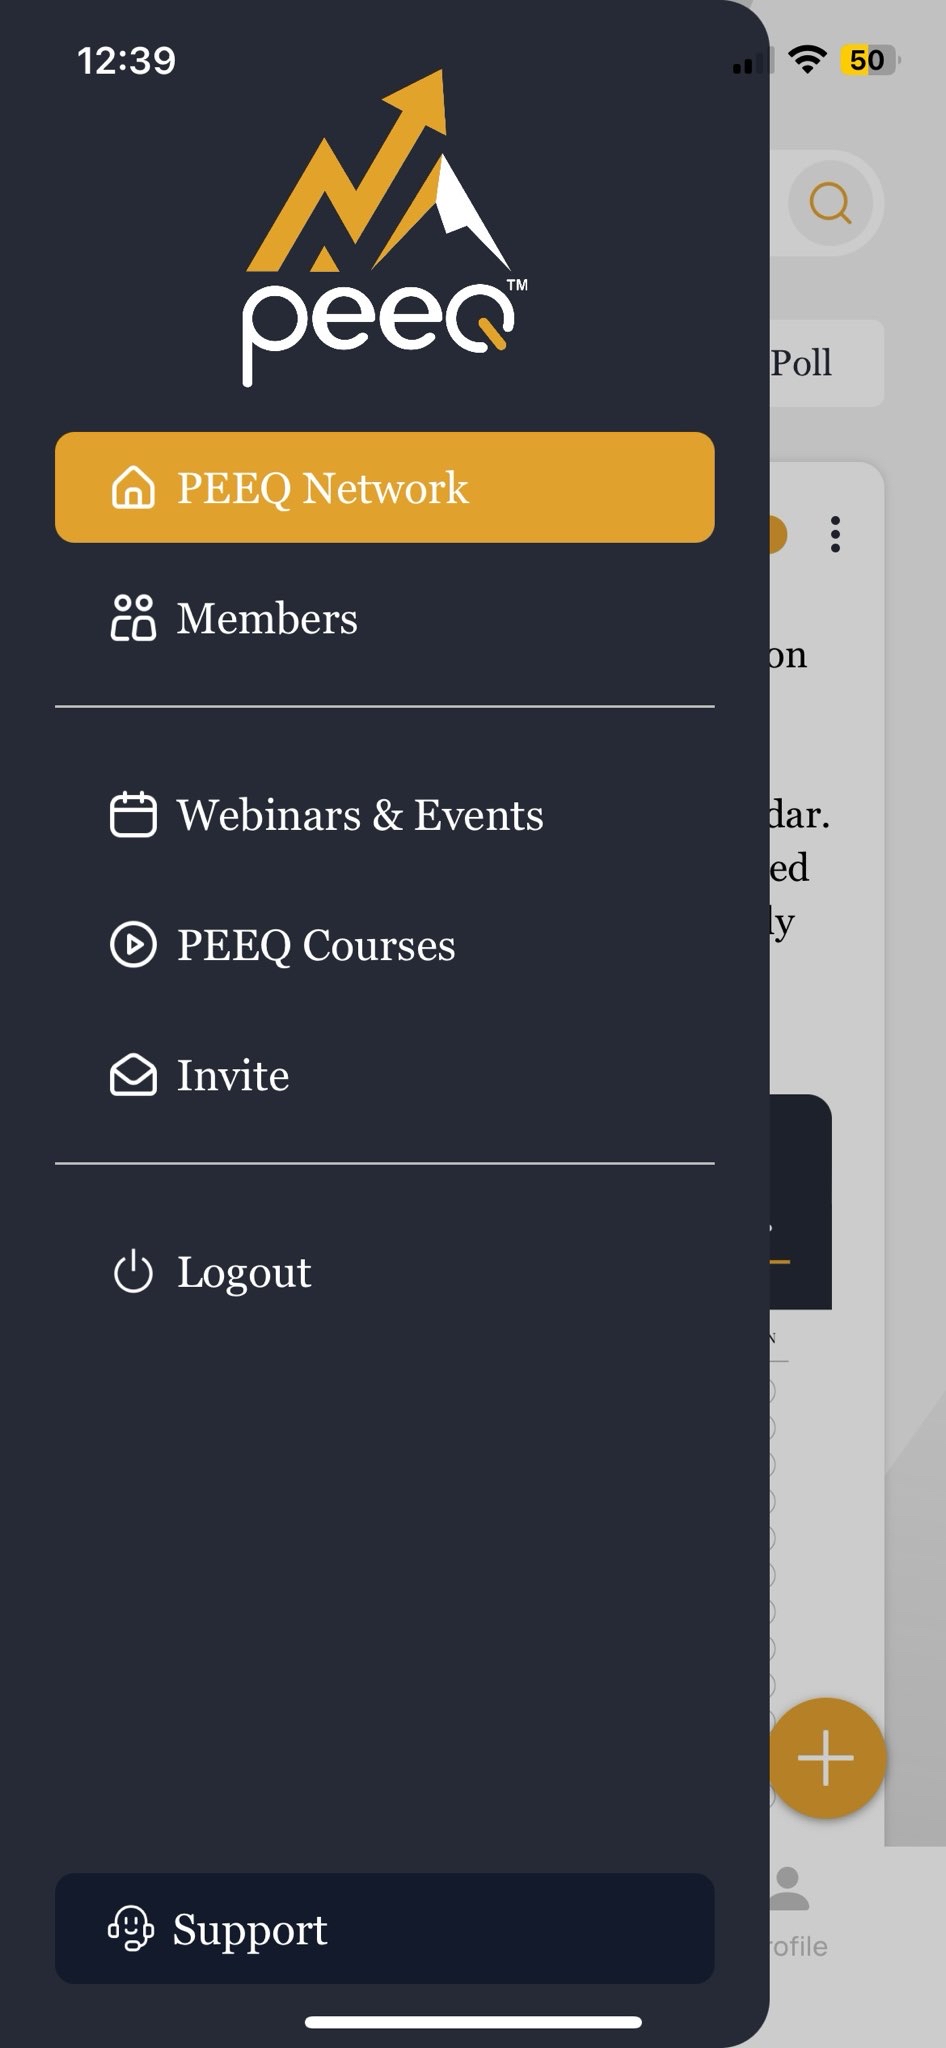 12:39
50
peeQ™
Poll
PEEQ Network
Members
on
Webinars & Events
dar.
ed
ly
PEEQ Courses
Invite
Logout
N
Support
rofile